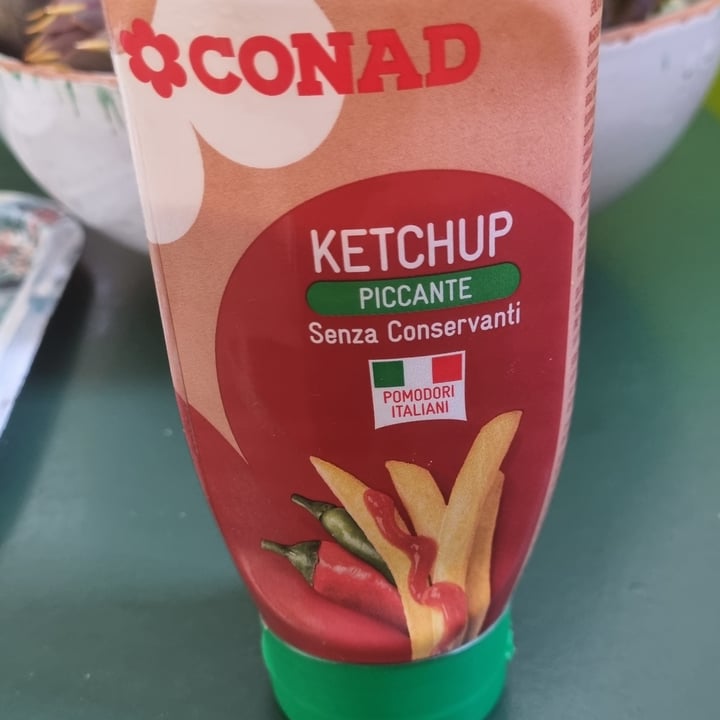 CONAD
KETCHUP
PICCANTE
Senza Conservanti
POMODORI
ITALIANI